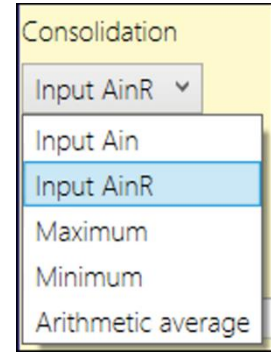 Consolidation
Input AinR
Input Ain
Input AinR
Maximum
Minimum
Arithmetic average